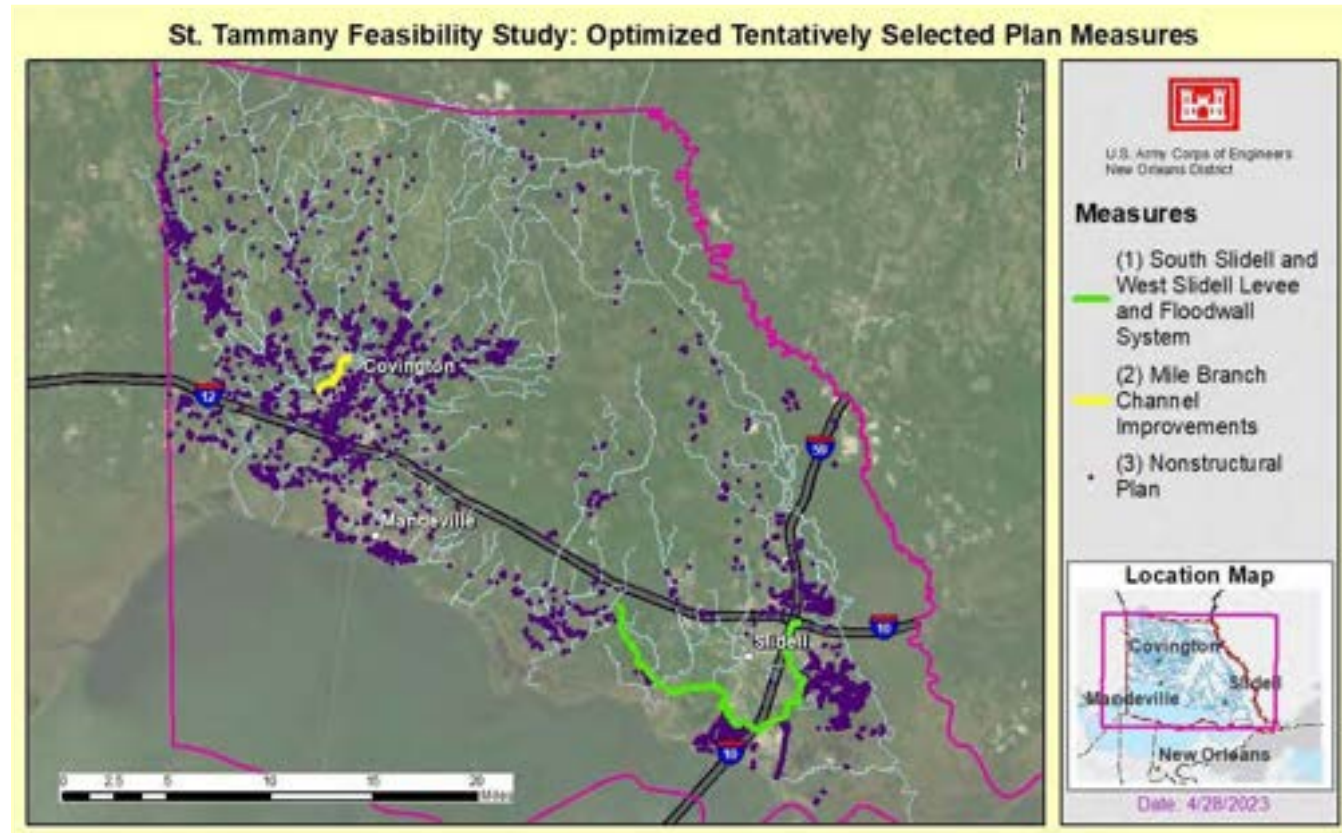 St. Tammany Feasibility Study: Optimized Tentatively Selected Plan Measures
U.S. Army Corps of Engineers
New Orleans District
Measures
(1) South Slidell and
West Slidell Levee
and Floodwall
System
(2) Mile Branch
Channel
Improvements
(3) Nonstructural
Plan
Covington
12
59
Mandeville
10
Slidell
10
0 2.5 5 10 15 20
Miles
Location Map
Covington
Slidell
Mandeville
New Orleans
Date: 4/28/2023